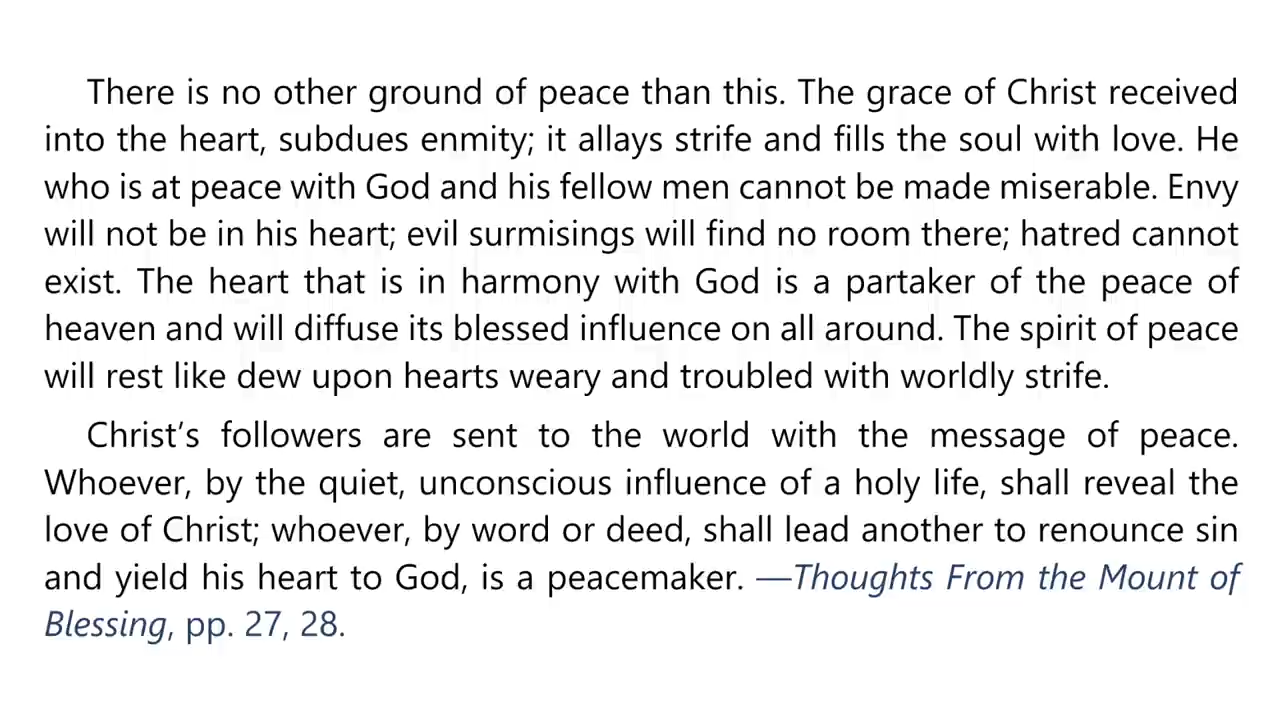 There is no other ground of peace than this. The grace of Christ received
into the heart, subdues enmity; it allays strife and fills the soul with love. He
who is at peace with God and his fellow men cannot be made miserable. Envy
will not be in his heart; evil surmisings will find no room there; hatred cannot
exist. The heart that is in harmony with God is a partaker of the peace of
heaven and will diffuse its blessed influence on all around. The spirit of peace
will rest like dew upon hearts weary and troubled with worldly strife.
Christ’s followers are sent to the world with the message of peace.
Whoever, by the quiet, unconscious influence of a holy life, shall reveal the
love of Christ; whoever, by word or deed, shall lead another to renounce sin
and yield his heart to God, is a peacemaker. —Thoughts From the Mount of
Blessing, pp. 27, 28.